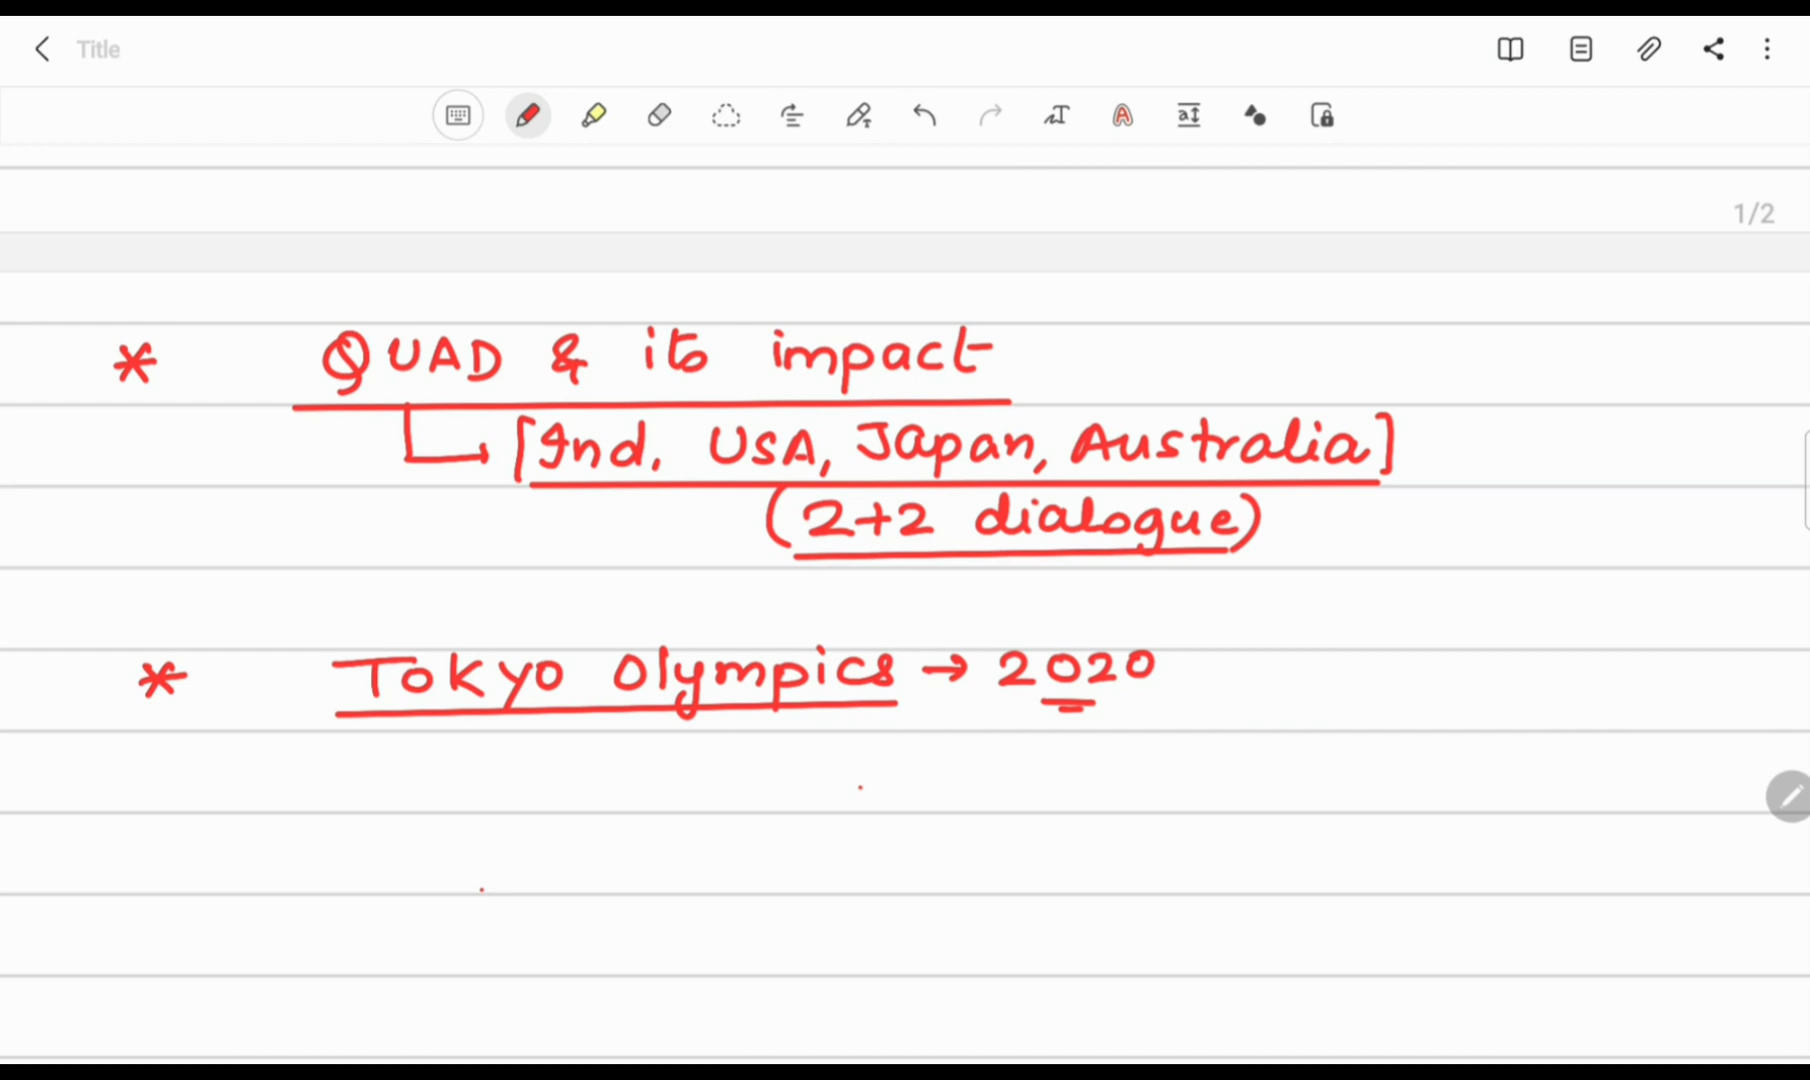 Title
1/2
* QUAD & its impact
[Ind, USA, Japan, Australia]
(2+2 dialogue)
* Tokyo Olympics → 2020